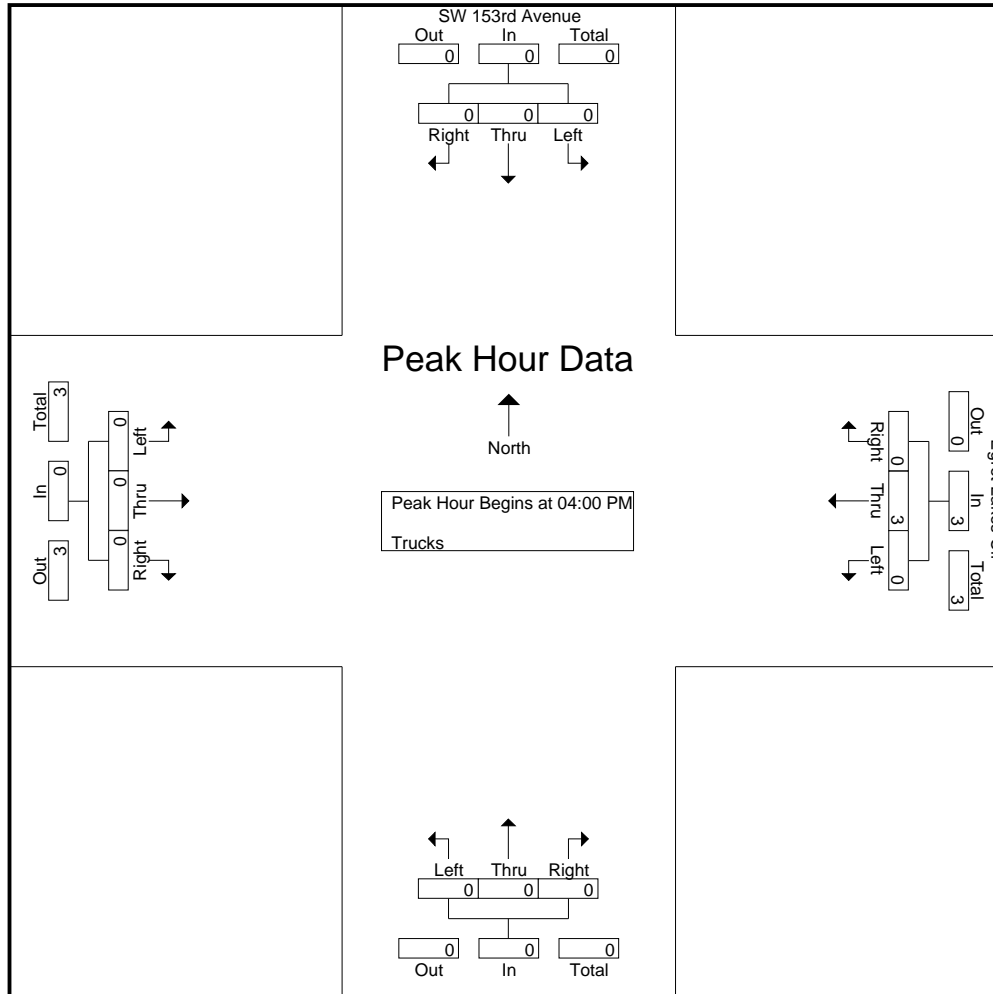 SW 153rd Avenue
Out In Total
0 0 0
0 0 0
Right Thru Left
Peak Hour Data
North
Peak Hour Begins at 04:00 PM
Trucks
Total In Out
3 0 3
0 0 0
Left Thru Right
Out In Total
0 3 3
0 3 0
Right Thru Left
Left Thru Right
0 0 0
0 0 0
Out In Total